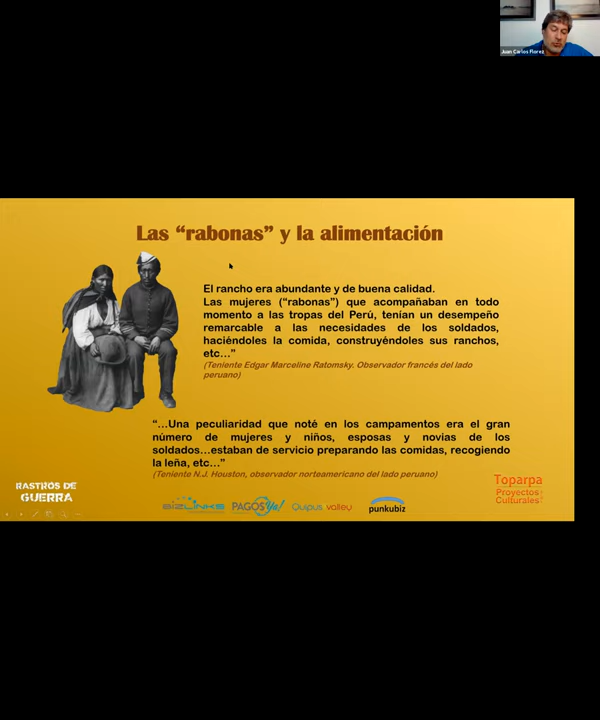 Juan Carlos Florez
Las “rabonas” y la alimentación
El rancho era abundante y de buena calidad.
Las mujeres (“rabonas”) que acompañaban en todo
momento a las tropas del Perú, tenían un desempeño
remarcable a las necesidades de los soldados,
haciéndoles la comida, construyéndoles sus ranchos,
etc…”
(Teniente Edgar Marceline Ratomsky. Observador francés del lado
peruano)
“…Una peculiaridad que noté en los campamentos era el gran
número de mujeres y niños, esposas y novias de los
soldados…estaban de servicio preparando las comidas, recogiendo
la leña, etc…”
(Teniente N.J. Houston, observador norteamericano del lado peruano)
RASTROS DE
GUERRA
BIZLINKS
PAGOS Ya!
Quipus valley
punkubiz
Toparpa
Proyectos
Culturales